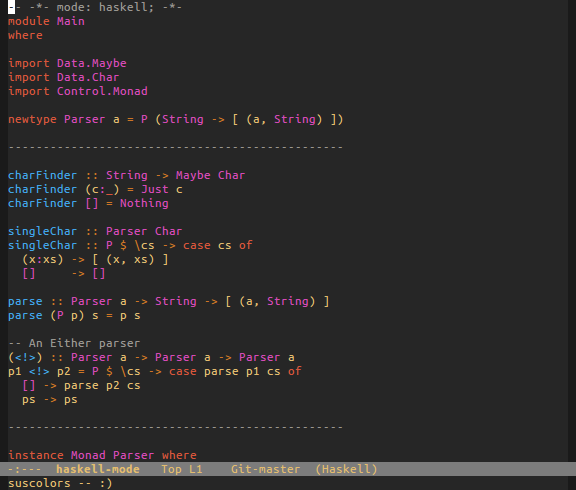 -- -*- mode: haskell; -*-
module Main
where
import Data.Maybe
import Data.Char
import Control.Monad
newtype Parser a = P (String -> [ (a, String) ])
------------------------------------------------
charFinder :: String -> Maybe Char
charFinder (c:_) = Just c
charFinder [] = Nothing
singleChar :: Parser Char
singleChar :: P $ \cs -> case cs of
  (x:xs) -> [ (x, xs) ]
  []     -> []
parse :: Parser a -> String -> [ (a, String) ]
parse (P p) s = p s
-- An Either parser
(<!>) :: Parser a -> Parser a -> Parser a
p1 <!> p2 = P $ \cs -> case parse p1 cs of
  [] -> parse p2 cs
  ps -> ps
------------------------------------------------
instance Monad Parser where
-:---  haskell-mode   Top L1    Git-master  (Haskell)
suscolors -- :)